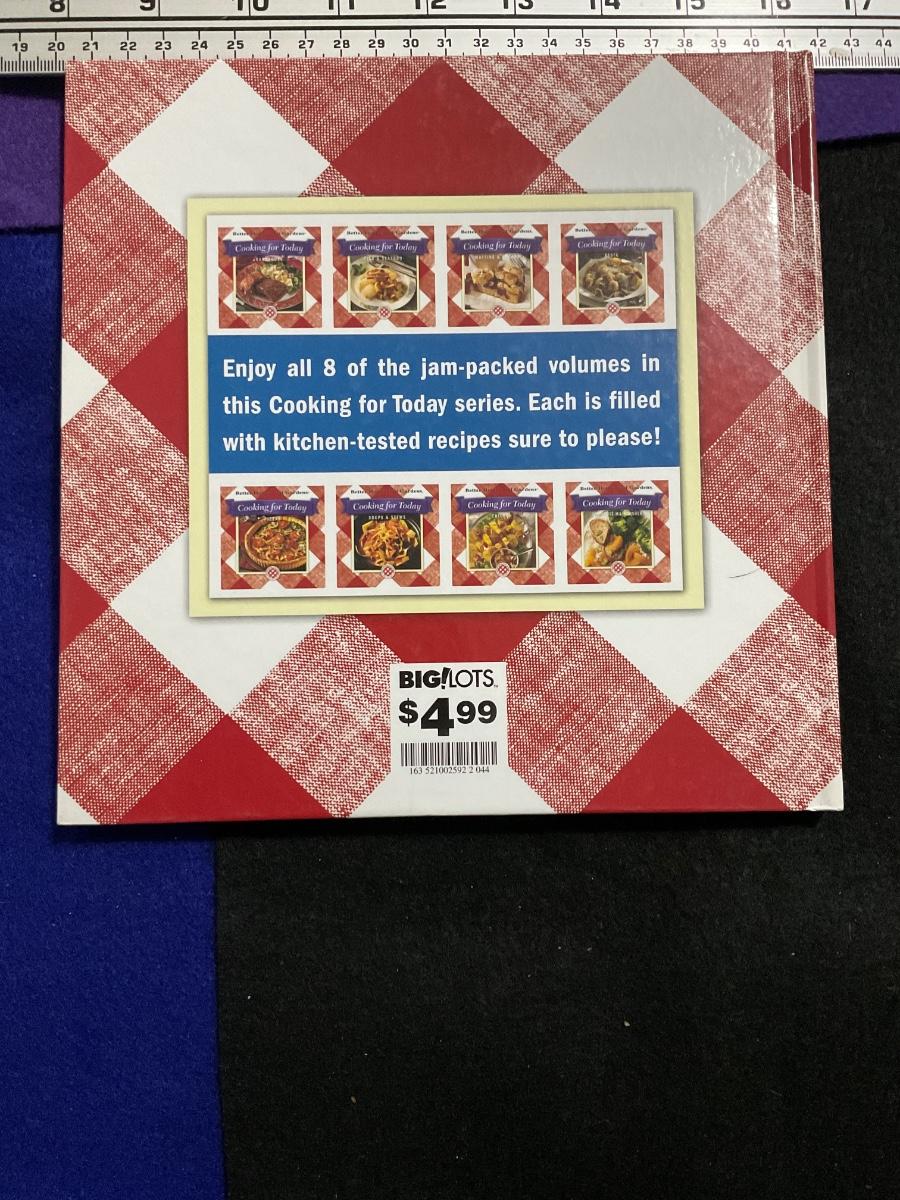 8 9 10 11 12 13 14 15 16 17
19 20 21 22 23 24 25 26 27 28 29 30 31 32 33 34 35 36 37 38 39 40 41 42 43 44
Cooking for Today Cooking for Today Cooking for Today Cooking for Today
Enjoy all 8 of the jam-packed volumes in
this Cooking for Today series. Each is filled
with kitchen-tested recipes sure to please!
Cooking for Today Cooking for Today Cooking for Today Cooking for Today
SOUPS & STEWS
BIG!LOTS
$4.99
163 521002592 2 044